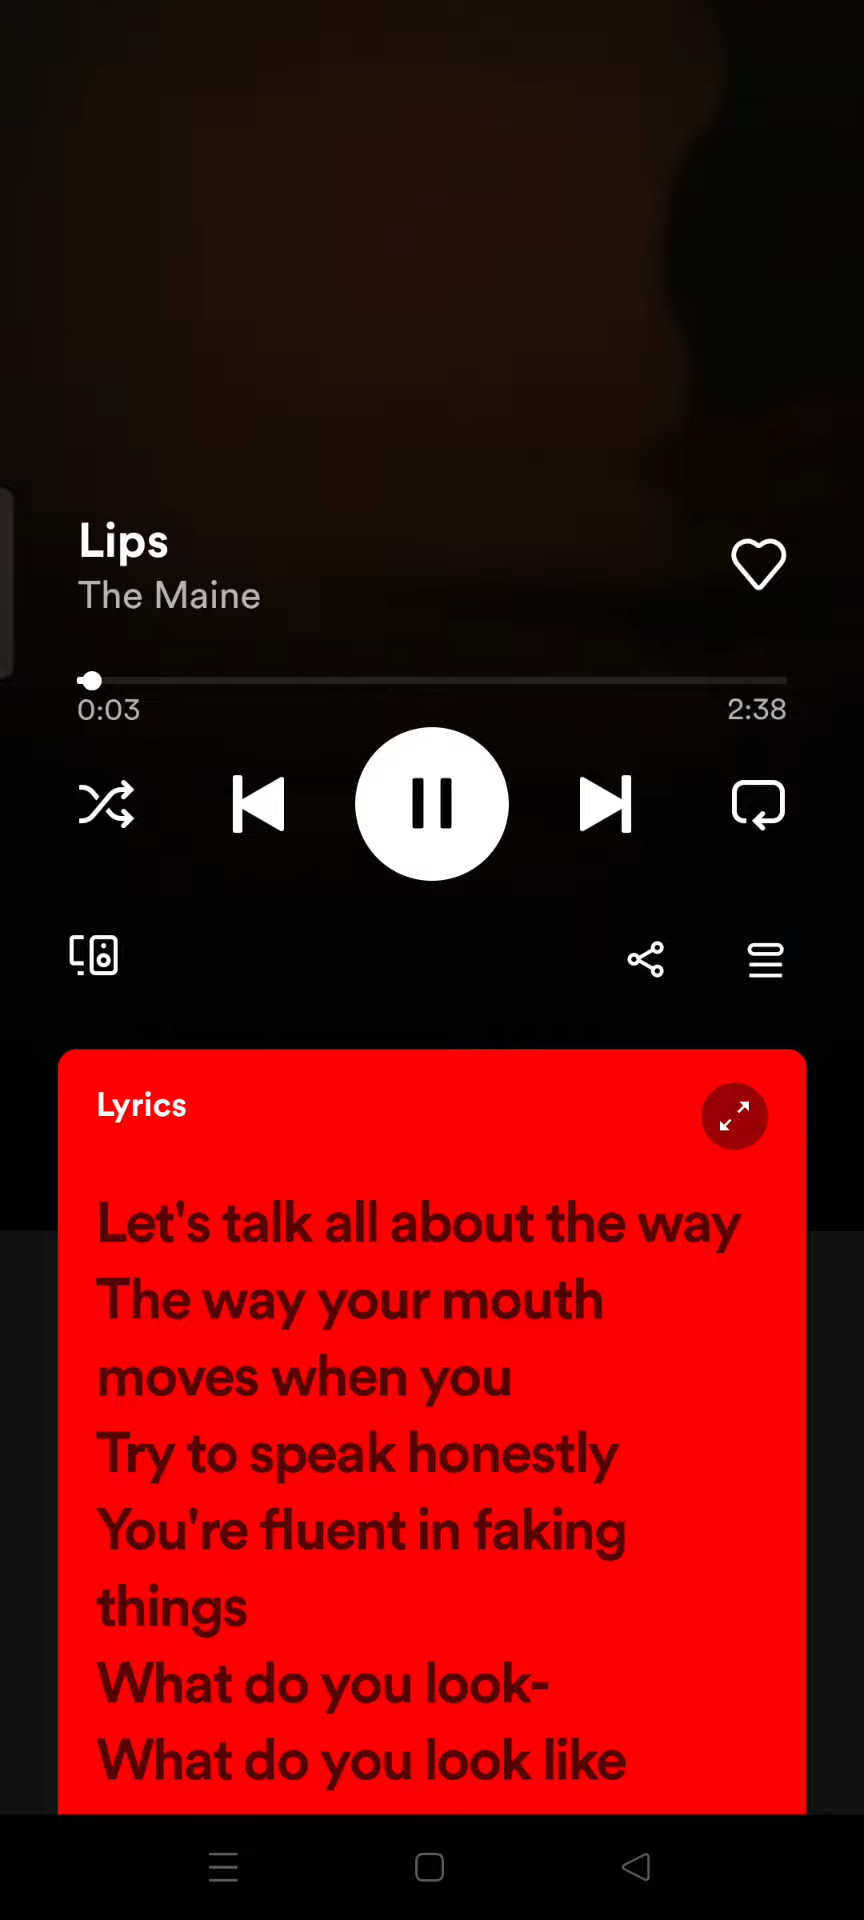 Lips
The Maine
0:03
2:38
Lyrics
Let's talk all about the way
The way your mouth
moves when you
Try to speak honestly
You're fluent in faking
things
What do you look-
What do you look like